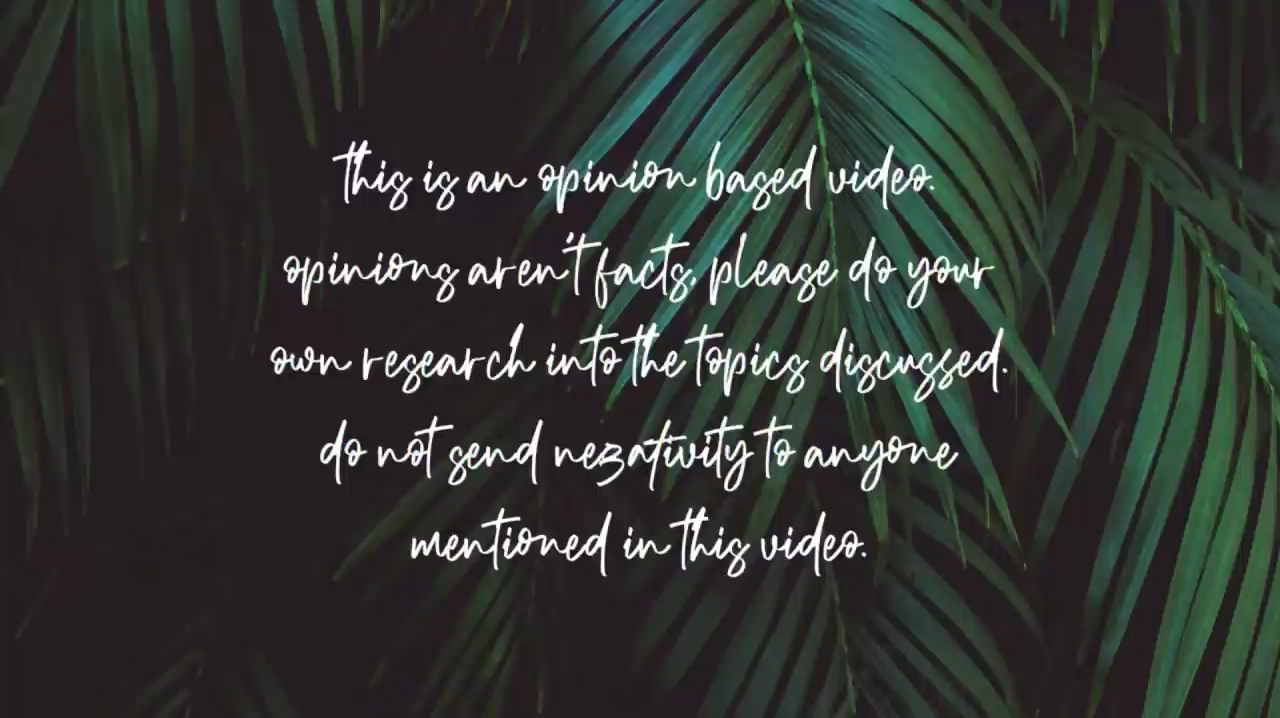 this is an opinion based video.
opinions aren't facts, please do your
own research into the topics discussed.
do not send negativity to anyone
mentioned in this video.